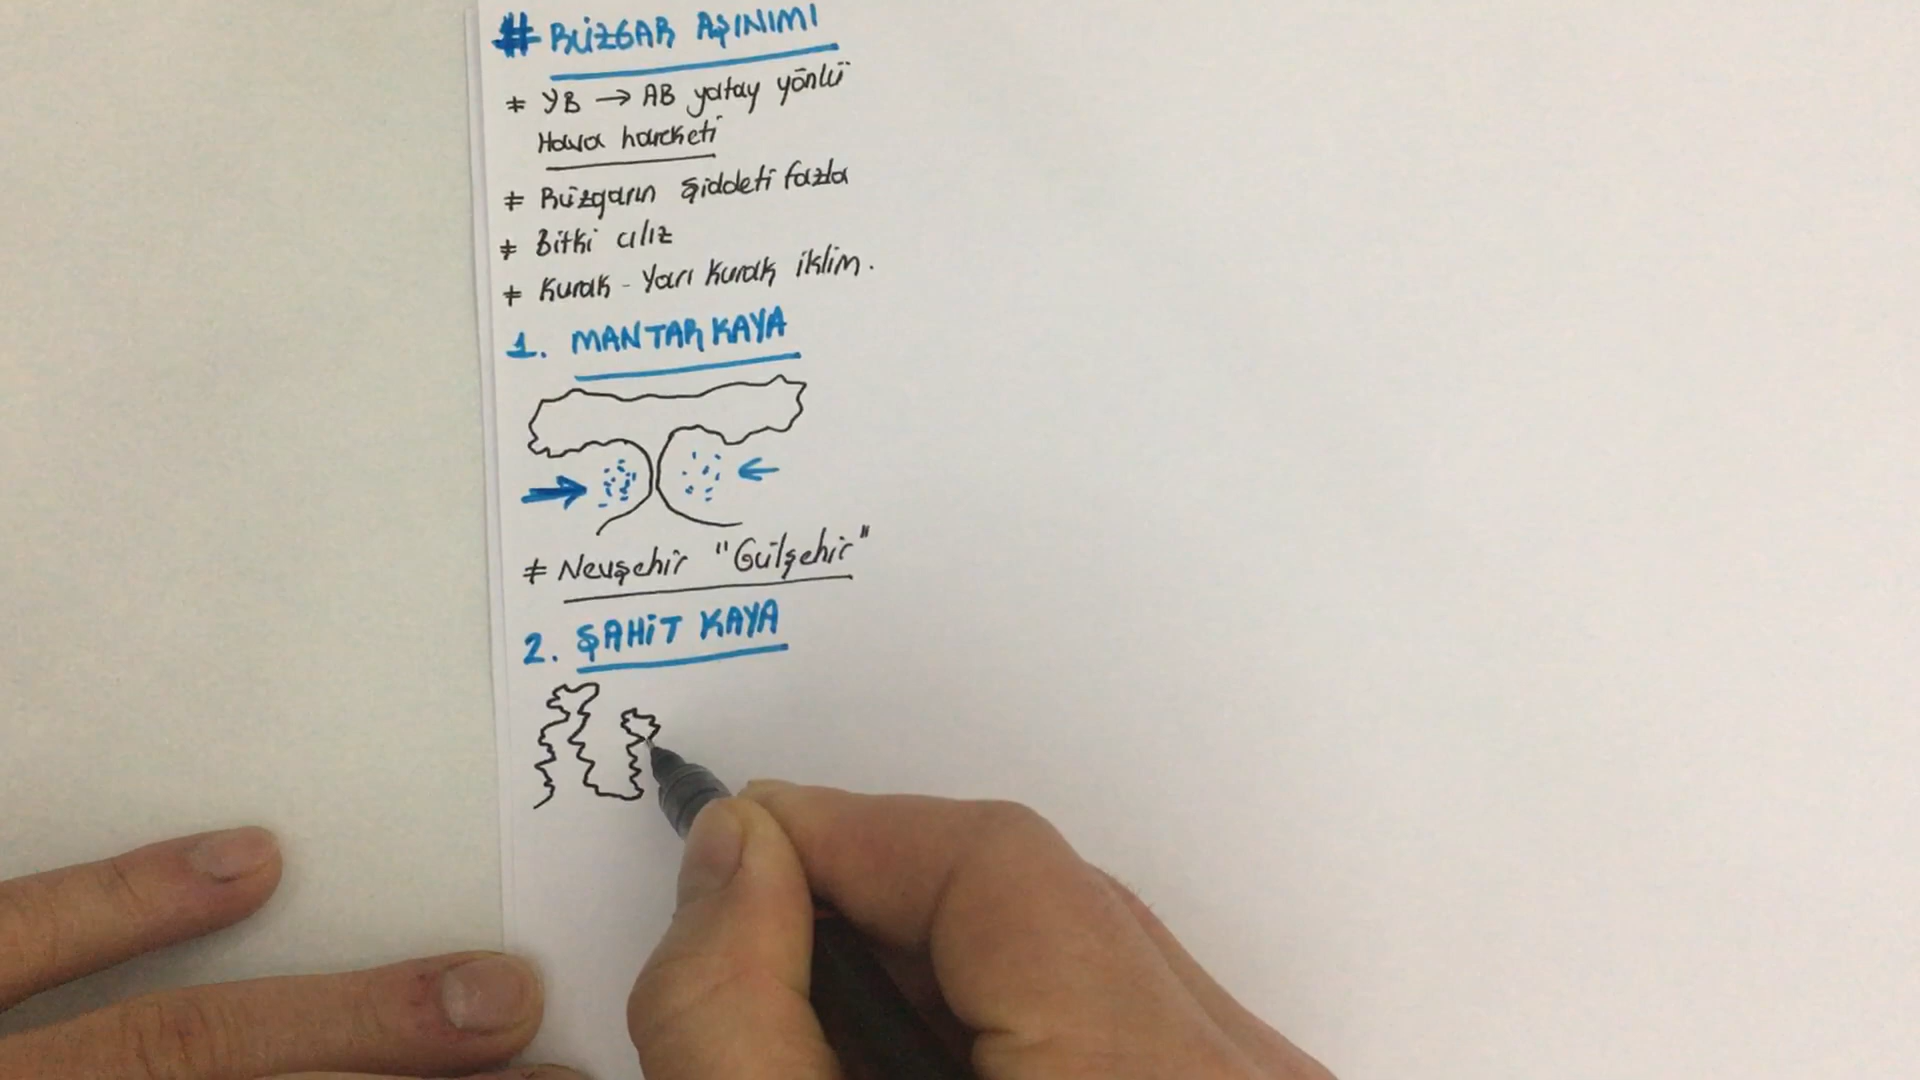 # RÜZGAR AŞINIMI
* YB → AB yatay yönlü
Hava hareketi
* Rüzgarın şiddeti fazla
* Bitki cılız
* Kurak - Yarı kurak iklim.
1. MANTAR KAYA
* Nevşehir "Gülşehir"
2. ŞAHİT KAYA